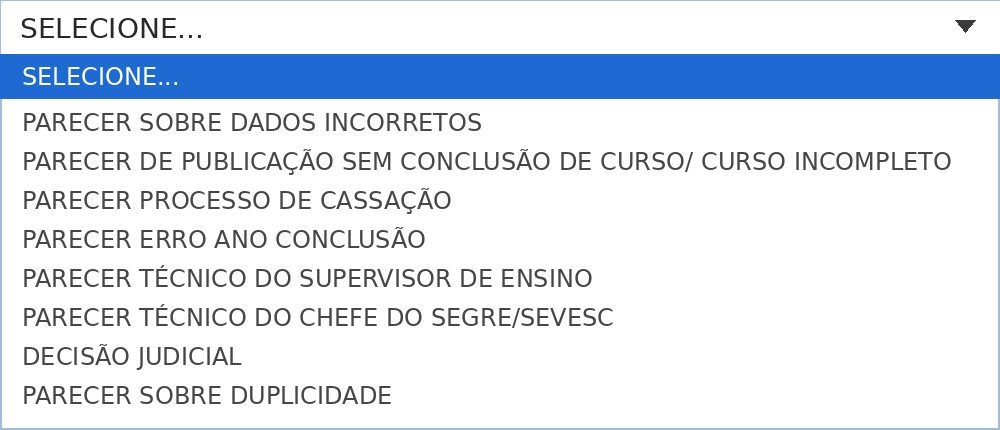 SELECIONE...
SELECIONE...
PARECER SOBRE DADOS INCORRETOS
PARECER DE PUBLICAÇÃO SEM CONCLUSÃO DE CURSO/ CURSO INCOMPLETO
PARECER PROCESSO DE CASSAÇÃO
PARECER ERRO ANO CONCLUSÃO
PARECER TÉCNICO DO SUPERVISOR DE ENSINO
PARECER TÉCNICO DO CHEFE DO SEGRE/SEVESC
DECISÃO JUDICIAL
PARECER SOBRE DUPLICIDADE